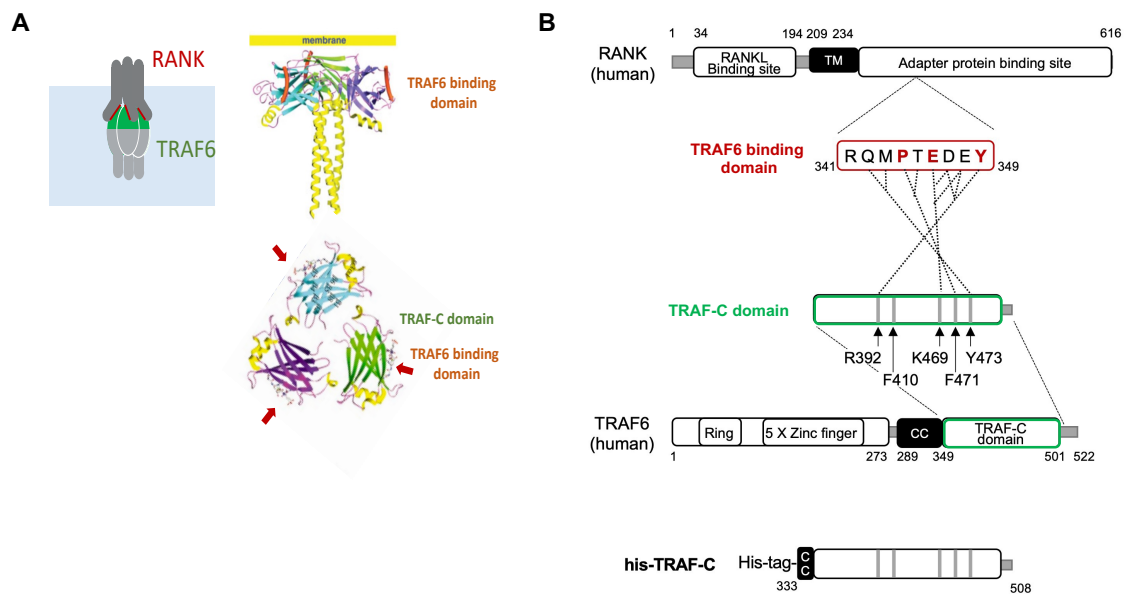 A
RANK
TRAF6
membrane
TRAF6 binding
domain
TRAF-C domain
TRAF6 binding
domain
B
1 34 194 209 234 616
RANK
(human)
RANKL
Binding site
TM
Adapter protein binding site
TRAF6 binding
domain
341
RQMPTEDEY
349
TRAF-C domain
R392 K469 Y473
F410 F471
TRAF6
(human)
Ring
5 X Zinc finger
CC
TRAF-C
domain
1 273 289 349 501 522
his-TRAF-C
His-tag-
C
C
333 508